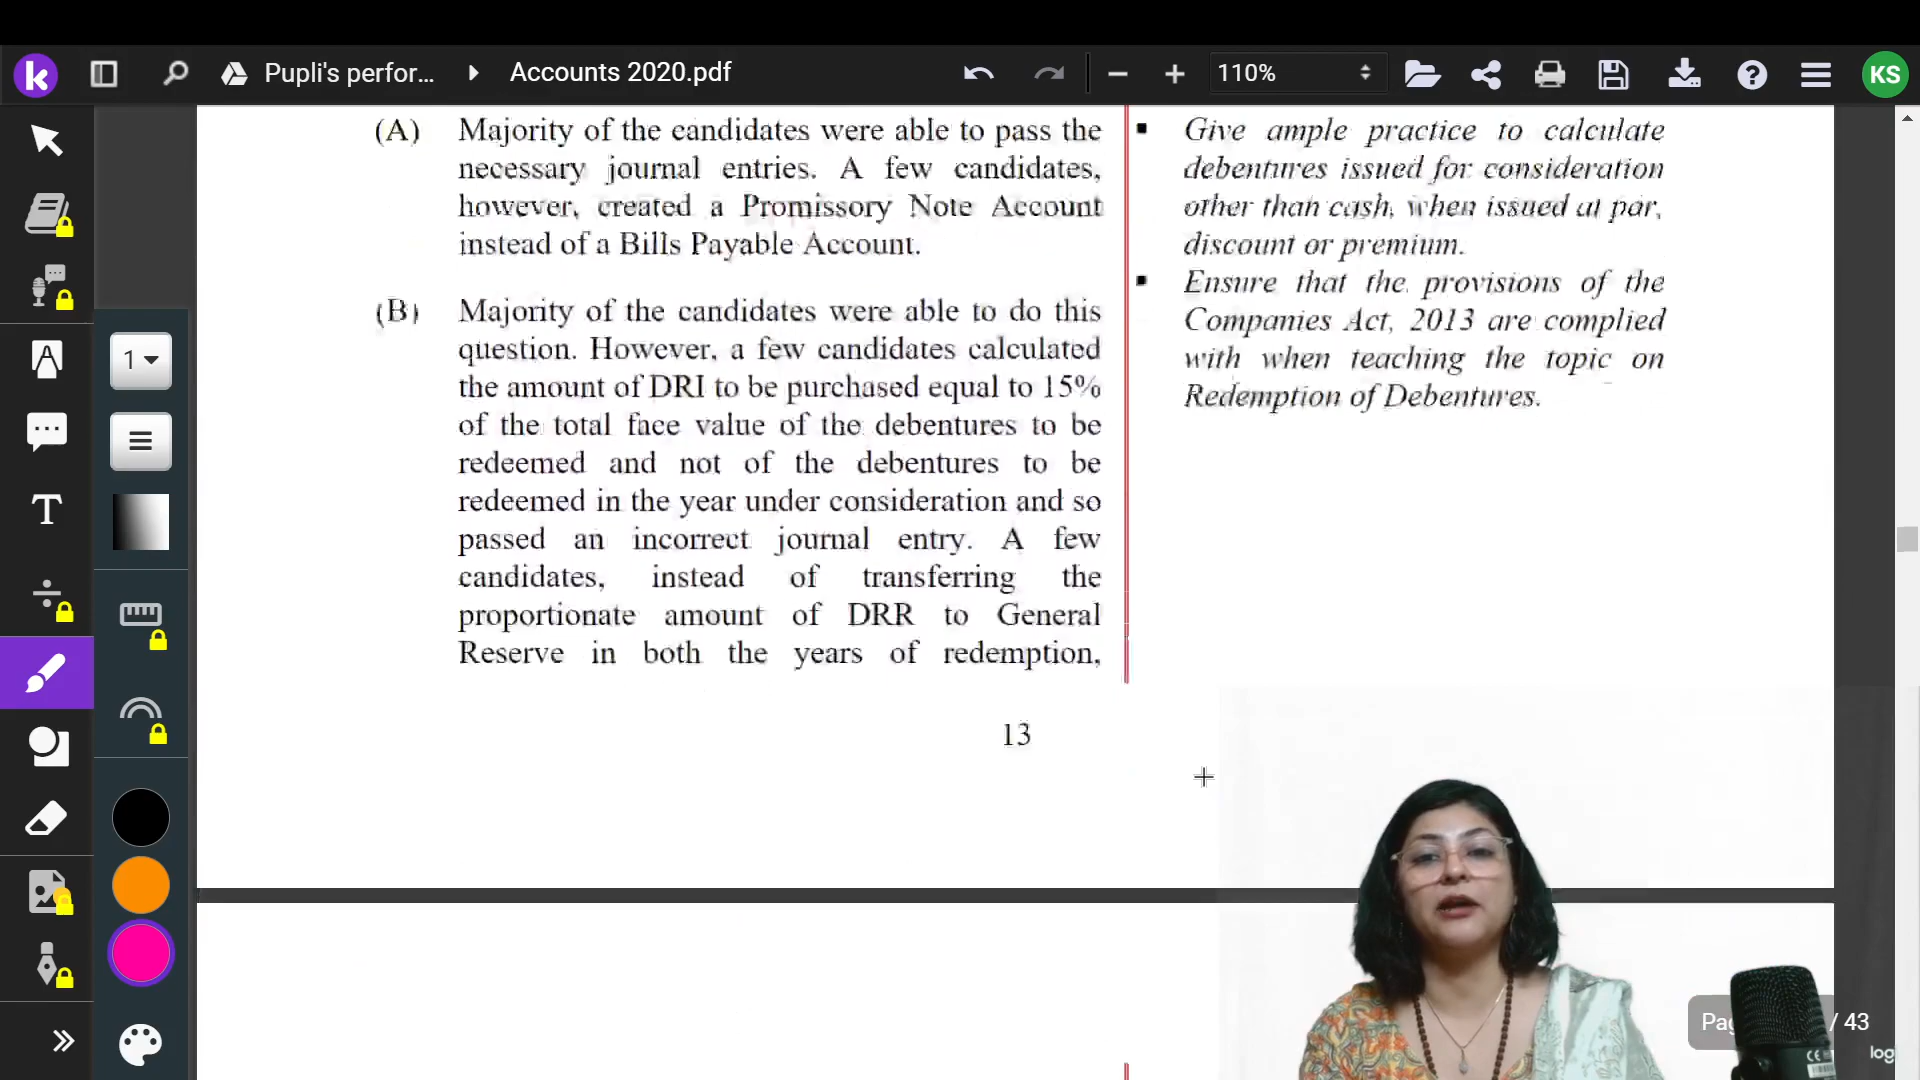 k
Pupli's perfor...
Accounts 2020.pdf
110%
KS
1
T
(A) Majority of the candidates were able to pass the
necessary journal entries. A few candidates,
however, created a Promissory Note Account
instead of a Bills Payable Account.
(B) Majority of the candidates were able to do this
question. However, a few candidates calculated
the amount of DRI to be purchased equal to 15%
of the total face value of the debentures to be
redeemed and not of the debentures to be
redeemed in the year under consideration and so
passed an incorrect journal entry. A few
candidates, instead of transferring the
proportionate amount of DRR to General
Reserve in both the years of redemption,
▪ Give ample practice to calculate
debentures issued for consideration
other than cash, when issued at par,
discount or premium.
▪ Ensure that the provisions of the
Companies Act, 2013 are complied
with when teaching the topic on
Redemption of Debentures.
13
/ 43
CE